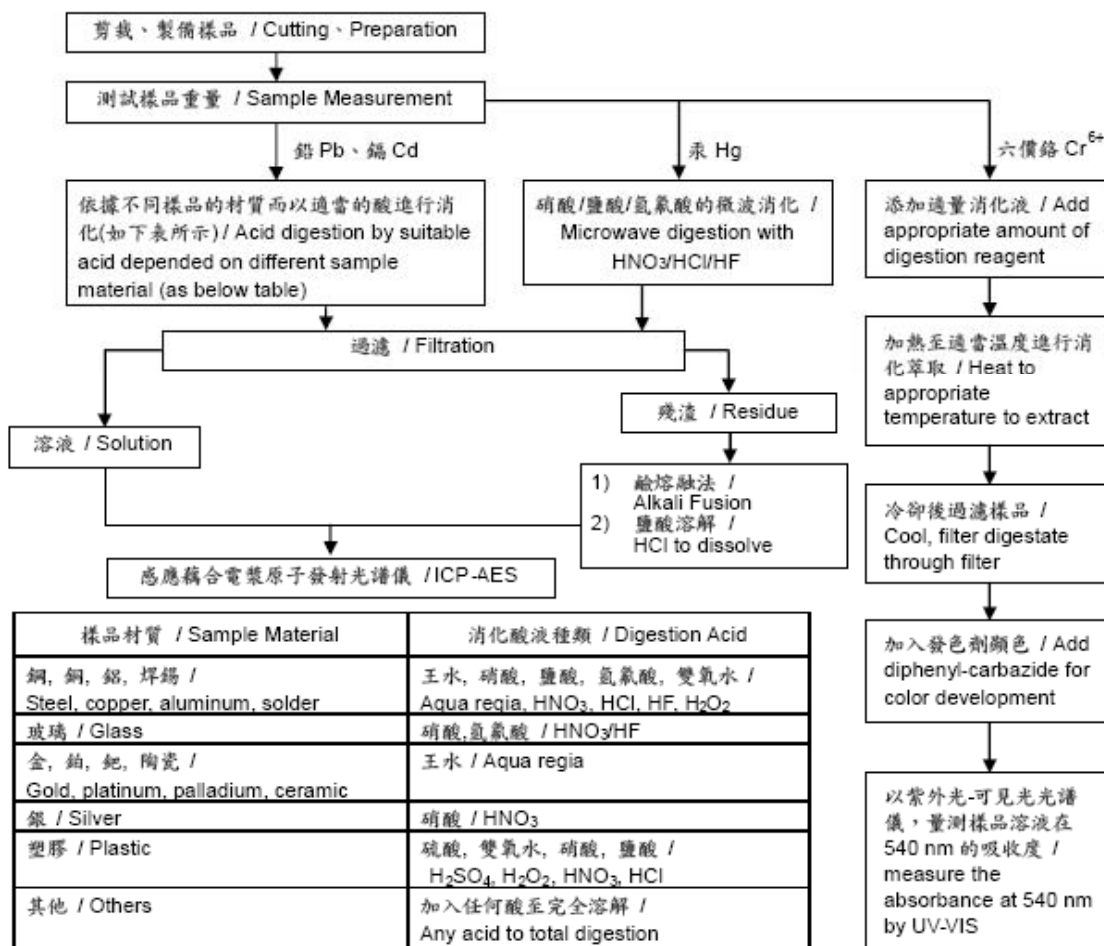 剪裁、製備樣品 / Cutting、Preparation
測試樣品重量 / Sample Measurement
鉛 Pb、鎘 Cd
汞 Hg
六價鉻 Cr6+
依據不同樣品的材質而以適當的酸進行消
化(如下表所示) / Acid digestion by suitable
acid depended on different sample
material (as below table)
硝酸/鹽酸/氫氟酸的微波消化 /
Microwave digestion with
HNO3/HCl/HF
添加適量消化液 / Add
appropriate amount of
digestion reagent
過濾 / Filtration
加熱至適當溫度進行消
化萃取 / Heat to
appropriate
temperature to extract
溶液 / Solution
殘渣 / Residue
1) 鹼熔融法 /
Alkali Fusion
2) 鹽酸溶解 /
HCl to dissolve
冷卻後過濾樣品 /
Cool, filter digestate
through filter
感應藕合電漿原子發射光譜儀 / ICP-AES
加入發色劑顯色 / Add
diphenyl-carbazide for
color development
以紫外光-可見光光譜
儀，量測樣品溶液在
540 nm 的吸收度 /
measure the
absorbance at 540 nm
by UV-VIS
樣品材質 / Sample Material
消化酸液種類 / Digestion Acid
鋼, 銅, 鋁, 焊錫 /
Steel, copper, aluminum, solder
王水, 硝酸, 鹽酸, 氫氟酸, 雙氧水 /
Aqua regia, HNO3, HCl, HF, H2O2
玻璃 / Glass
硝酸,氫氟酸 / HNO3/HF
金, 鉑, 鈀, 陶瓷 /
Gold, platinum, palladium, ceramic
王水 / Aqua regia
銀 / Silver
硝酸 / HNO3
塑膠 / Plastic
硫酸, 雙氧水, 硝酸, 鹽酸 /
H2SO4, H2O2, HNO3, HCl
其他 / Others
加入任何酸至完全溶解 /
Any acid to total digestion